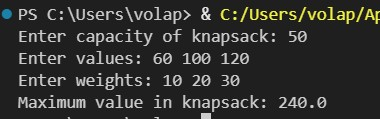 PS C:\Users\volap> & C:/Users/volap/Ap
Enter capacity of knapsack: 50
Enter values: 60 100 120
Enter weights: 10 20 30
Maximum value in knapsack: 240.0